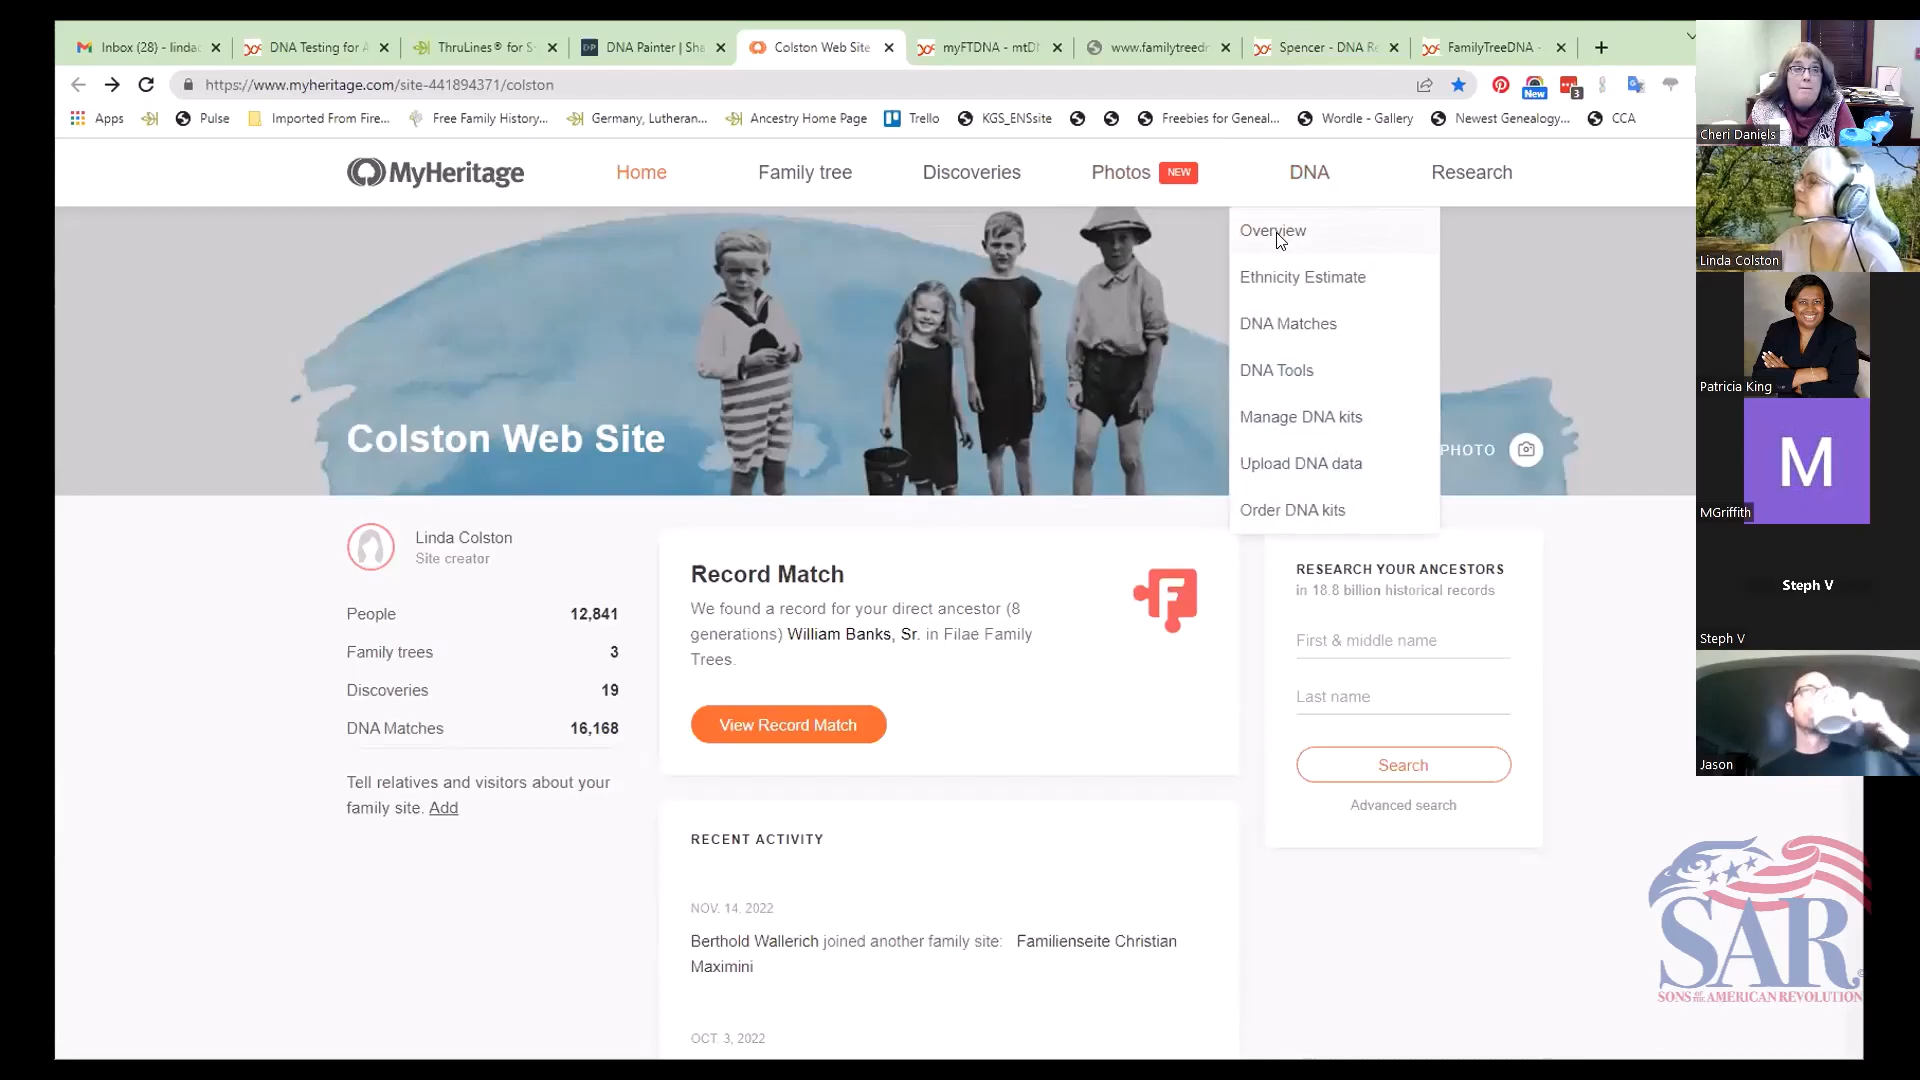 Inbox (28) - linda
DNA Testing for A
ThruLines® for S
DP
DNA Painter | Sha
Colston Web Site
myFTDNA - mtD
www.familytreed
Spencer - DNA Re
FamilyTreeDNA -
https://www.myheritage.com/site-441894371/colston
New
3
Apps
Pulse
Imported From Fire...
Free Family History...
Germany, Lutheran...
Ancestry Home Page
Trello
KGS_ENSsite
Freebies for Geneal...
Wordle - Gallery
Newest Genealogy...
CCA
MyHeritage
Home
Family tree
Discoveries
Photos NEW
DNA
Research
Overview
Ethnicity Estimate
DNA Matches
DNA Tools
Manage DNA kits
Upload DNA data
Order DNA kits
Colston Web Site
PHOTO
Linda Colston
Site creator
People 12,841
Family trees 3
Discoveries 19
DNA Matches 16,168
Tell relatives and visitors about your
family site. Add
Record Match
We found a record for your direct ancestor (8
generations) William Banks, Sr. in Filae Family
Trees.
F
View Record Match
RECENT ACTIVITY
NOV. 14, 2022
Berthold Wallerich joined another family site: Familienseite Christian
Maximini
OCT. 3, 2022
RESEARCH YOUR ANCESTORS
in 18.8 billion historical records
First & middle name
Last name
Search
Advanced search
Cheri Daniels
Linda Colston
Patricia King
M
MGriffith
Steph V
Steph V
Jason
SAR
SONS OF THE AMERICAN REVOLUTION